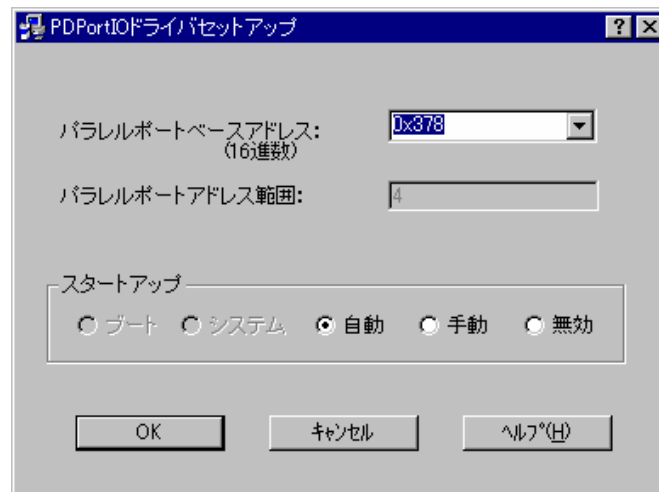 PDPortIOドライバセットアップ
パラレルポートベースアドレス:
(16進数)
0x378
パラレルポートアドレス範囲:
4
スタートアップ
ブート システム 自動 手動 無効
OK キャンセル ヘルプ(H)